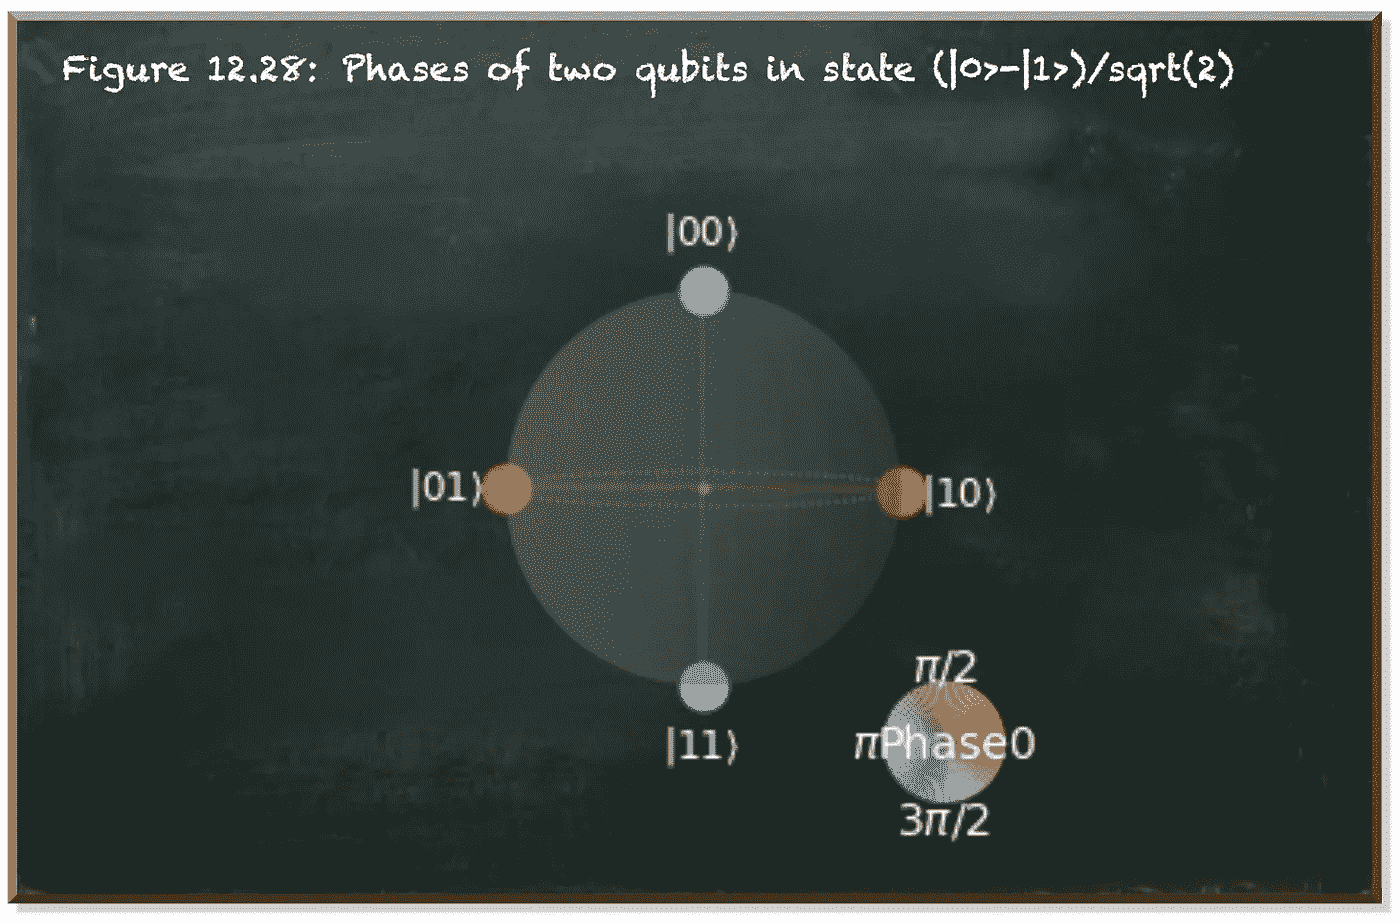 Figure 12.28: Phases of two qubits in state (|0>-|1>)/sqrt(2)
|00⟩
|01⟩
|10⟩
|11⟩
π/2
πPhase0
3π/2